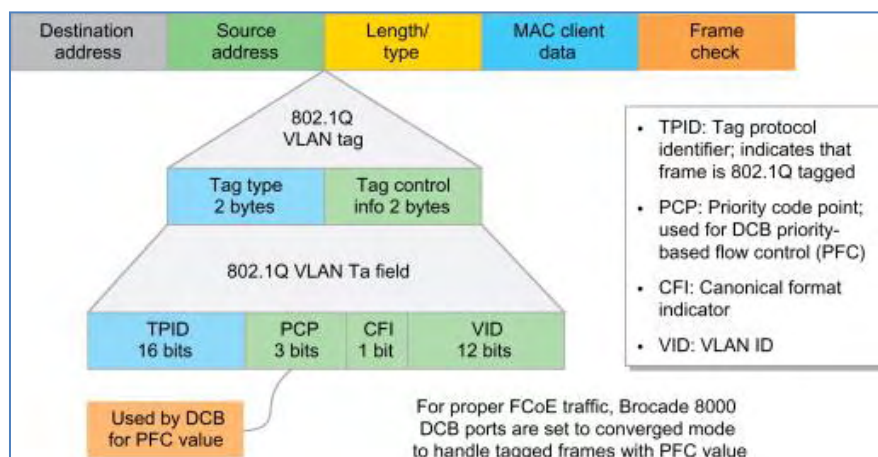 Destination
address
Source
address
Length/
type
MAC client
data
Frame
check
802.1Q
VLAN tag
Tag type
2 bytes
Tag control
info 2 bytes
802.1Q VLAN Ta field
TPID
16 bits
PCP
3 bits
CFI
1 bit
VID
12 bits
Used by DCB
for PFC value
For proper FCoE traffic, Brocade 8000
DCB ports are set to converged mode
to handle tagged frames with PFC value
• TPID: Tag protocol
identifier; indicates that
frame is 802.1Q tagged
• PCP: Priority code point;
used for DCB priority-
based flow control (PFC)
• CFI: Canonical format
indicator
• VID: VLAN ID